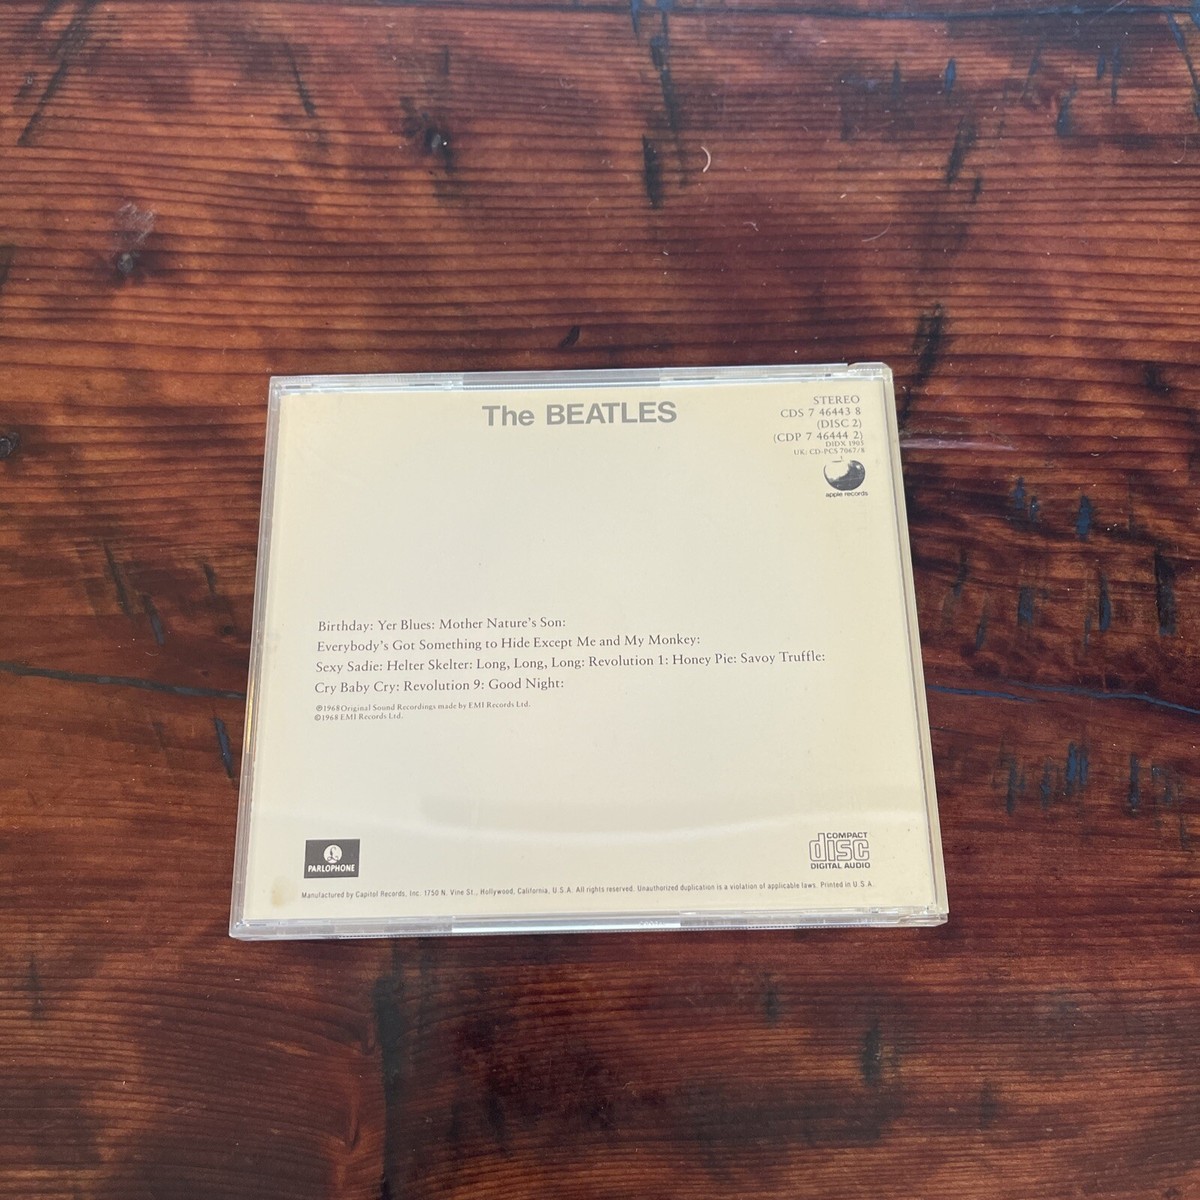 The BEATLES
STEREO
CDS 7 46443 8
(DISC 2)
(CDP 7 46444 2)
DIDX 1905
UK: CD-PCS 7067/8
apple records
Birthday: Yer Blues: Mother Nature's Son:
Everybody's Got Something to Hide Except Me and My Monkey:
Sexy Sadie: Helter Skelter: Long, Long, Long: Revolution 1: Honey Pie: Savoy Truffle:
Cry Baby Cry: Revolution 9: Good Night:
℗1968 Original Sound Recordings made by EMI Records Ltd.
©1968 EMI Records Ltd.
PARLOPHONE
COMPACT
disc
DIGITAL AUDIO
Manufactured by Capitol Records, Inc. 1750 N. Vine St., Hollywood, California, U.S.A. All rights reserved. Unauthorized duplication is a violation of applicable laws. Printed in U.S.A.